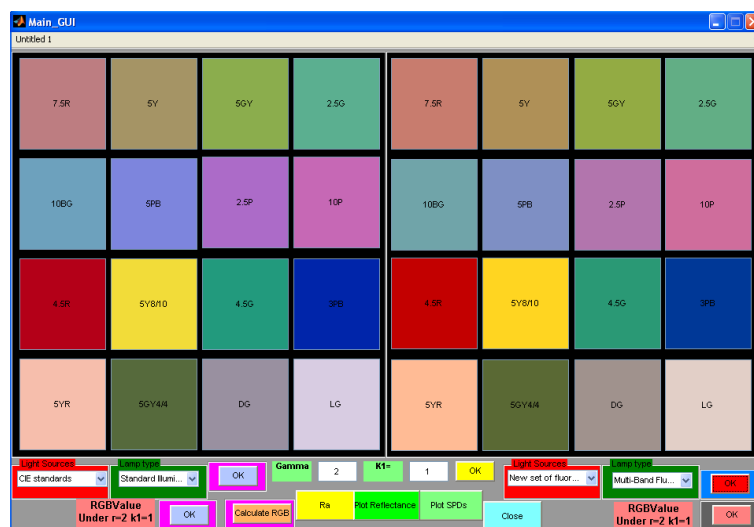 Main_GUI
Untitled 1
7.5R 5Y 5GY 2.5G 7.5R 5Y 5GY 2.5G
10BG 5PB 2.5P 10P 10BG 5PB 2.5P 10P
4.5R 5Y8/10 4.5G 3PB 4.5R 5Y8/10 4.5G 3PB
5YR 5GY4/4 DG LG 5YR 5GY4/4 DG LG
Light Sources Lamp type Gamma 2 K1= 1 OK Light Sources Lamp type
CIE standards Standard Illumi... OK New set of fluor... Multi-Band Flu... OK
RGBValue
Under r=2 k1=1 OK Calculate RGB Ra Plot Reflectance Plot SPDs Close
RGBValue
Under r=2 k1=1 OK